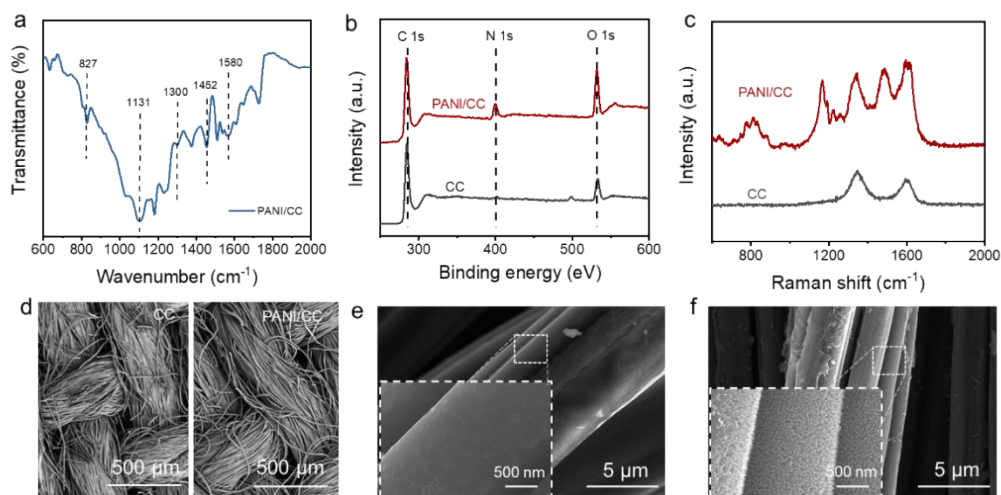 a
Transmittance (%)
827
1131
1300
1452
1580
PANI/CC
600 800 1000 1200 1400 1600 1800 2000
Wavenumber (cm⁻¹)
b
Intensity (a.u.)
C 1s
N 1s
O 1s
PANI/CC
CC
300 400 500 600
Binding energy (eV)
c
Intensity (a.u.)
PANI/CC
CC
800 1200 1600 2000
Raman shift (cm⁻¹)
d
CC
500 µm
PANI/CC
500 µm
e
500 nm
5 µm
f
500 nm
5 µm